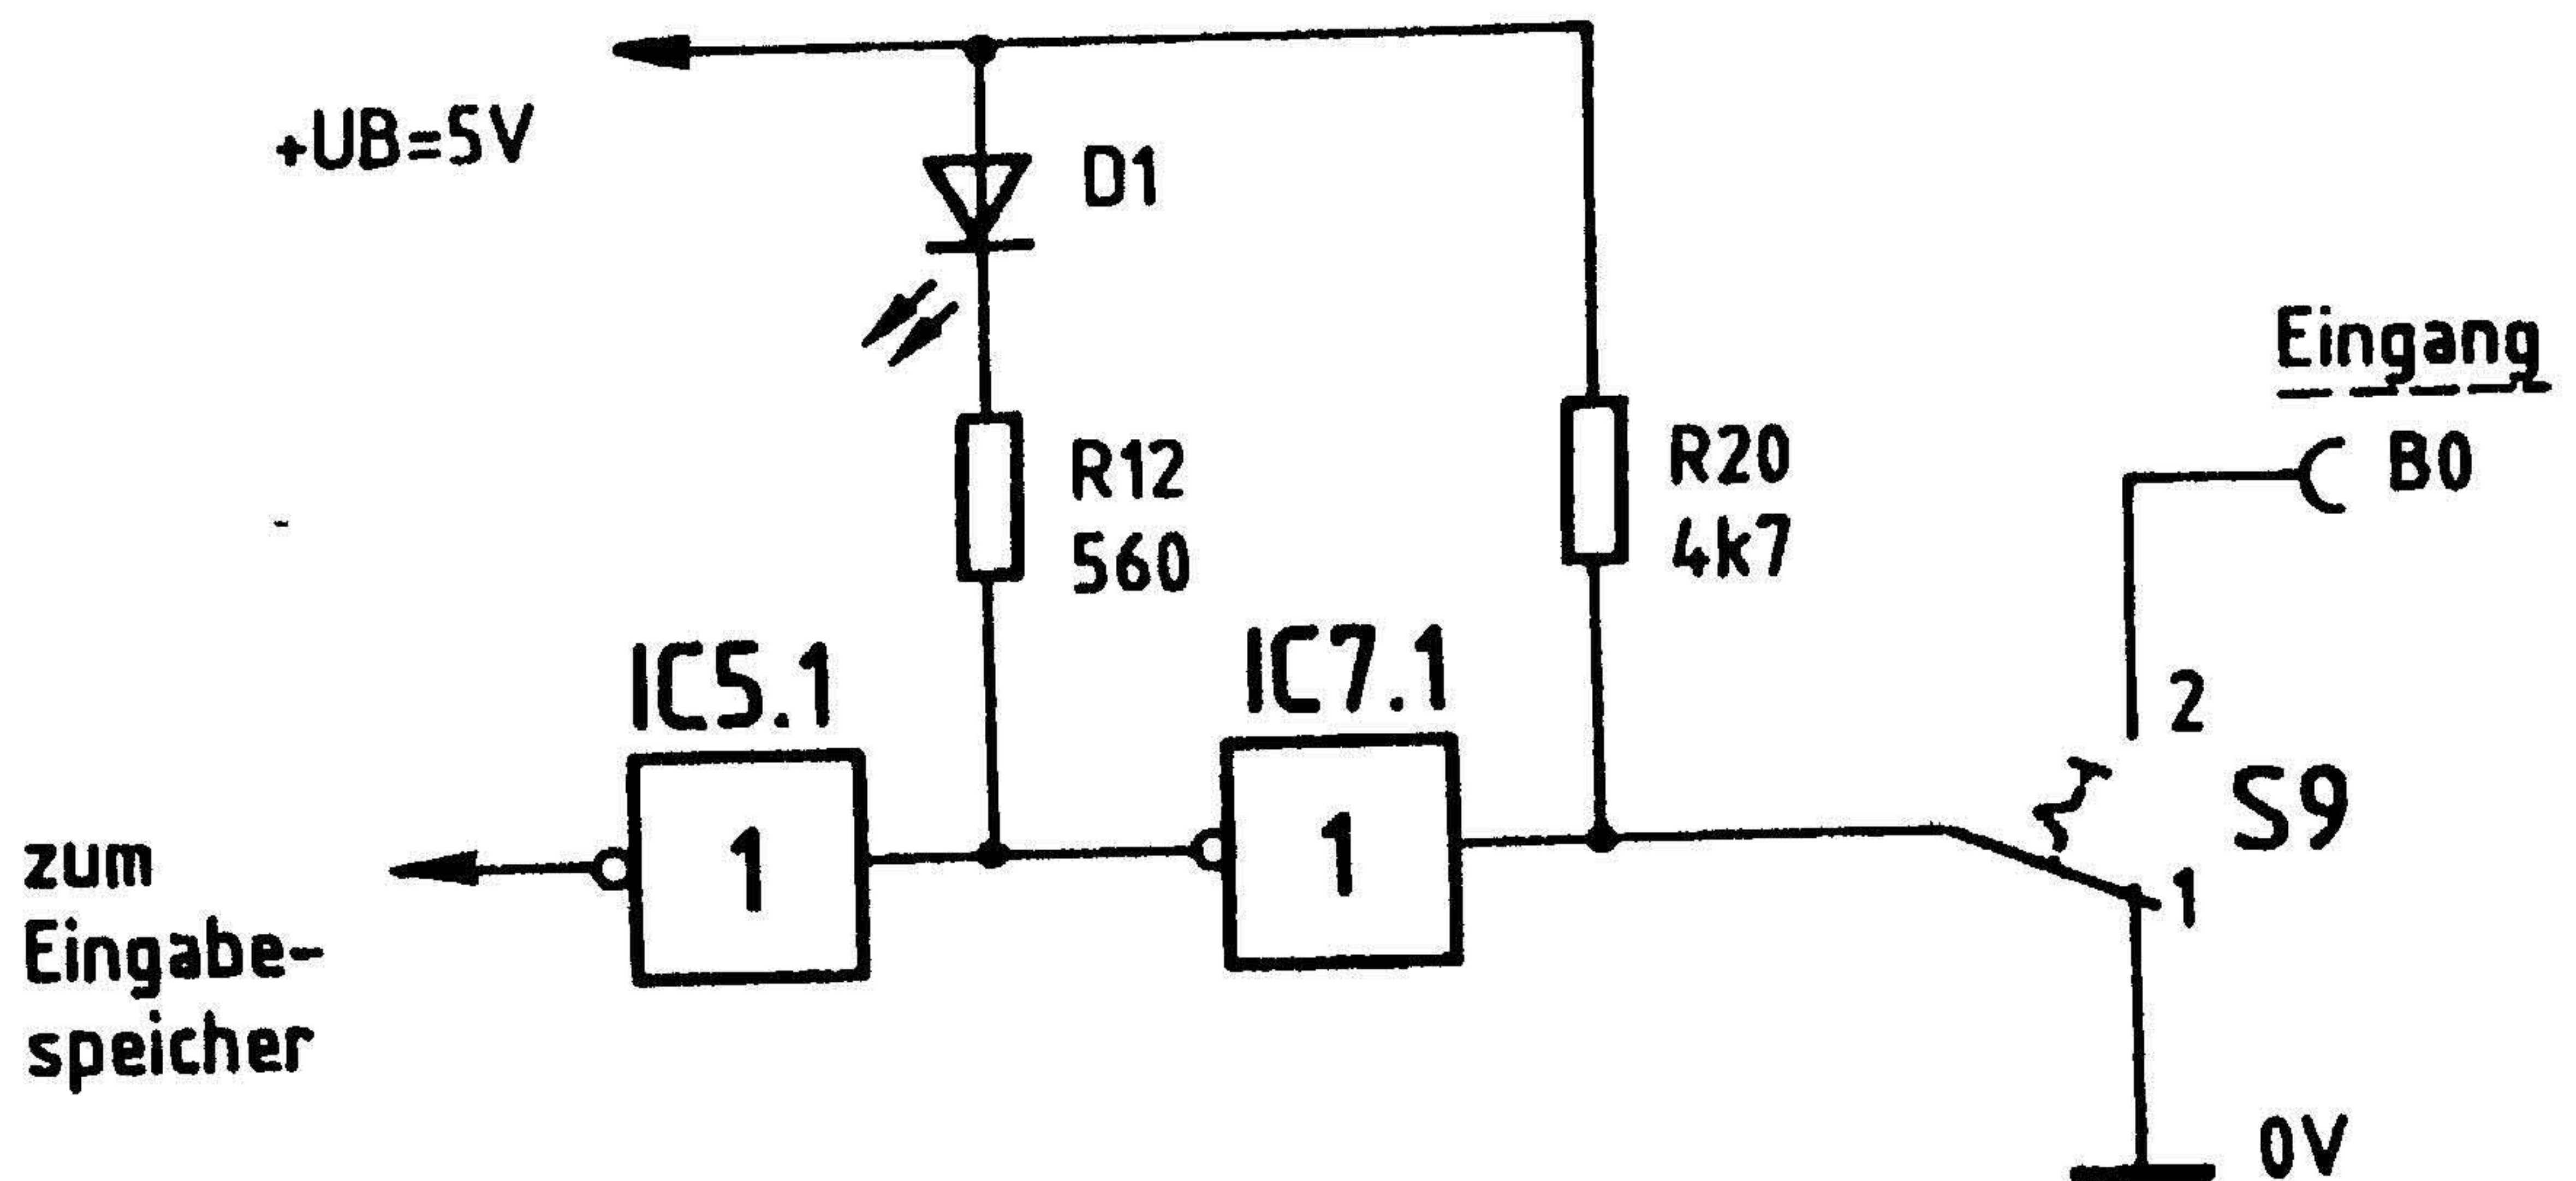 +UB=5V
D1
Eingang
B0
R12
560
R20
4k7
IC5.1
IC7.1
2
S9
1
1
1
zum
Eingabe-
speicher
0V